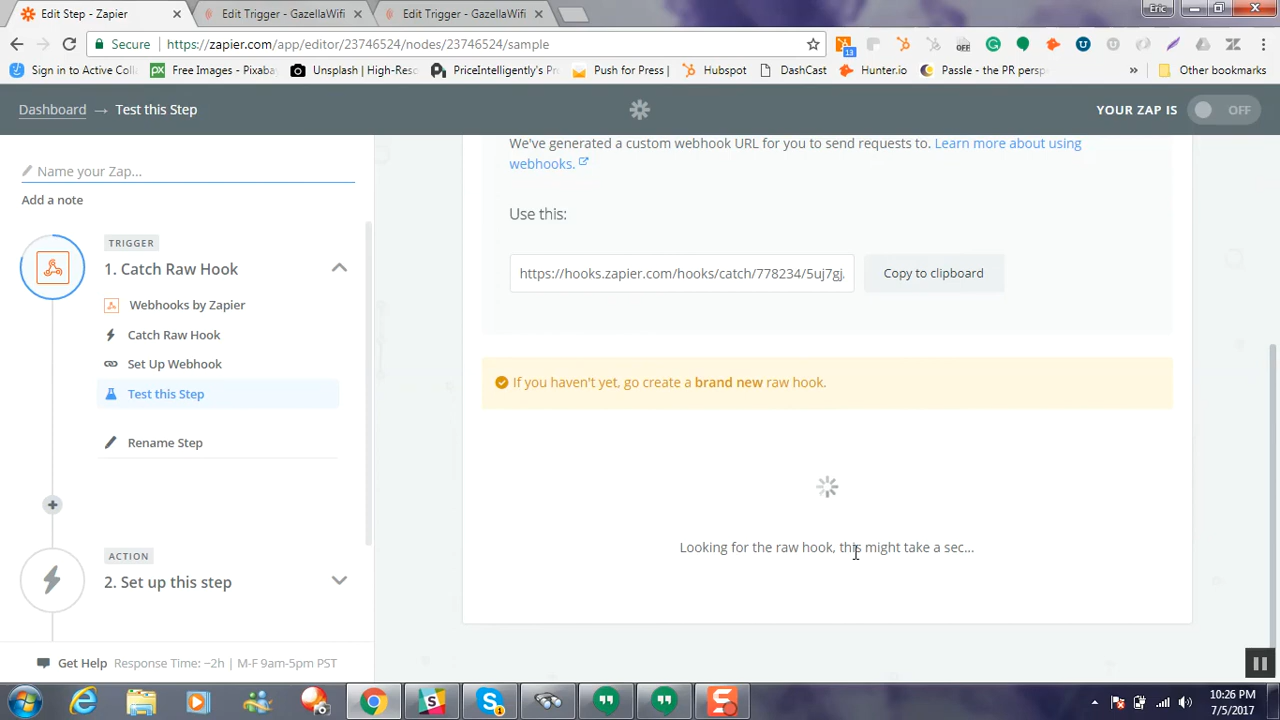 Edit Step - Zapier
Edit Trigger - GazellaWifi
Edit Trigger - GazellaWifi
Eric
Secure
https://zapier.com/app/editor/23746524/nodes/23746524/sample
13
OFF
Sign in to Active Coll
Free Images - Pixaba
Unsplash | High-Res
PriceIntelligently's Pr
Push for Press |
Hubspot
DashCast
Hunter.io
Passle - the PR persp
»
Other bookmarks
Dashboard → Test this Step
YOUR ZAP IS OFF
Name your Zap...
Add a note
TRIGGER
1. Catch Raw Hook
Webhooks by Zapier
Catch Raw Hook
Set Up Webhook
Test this Step
Rename Step
ACTION
2. Set up this step
Get Help Response Time: ~2h | M-F 9am-5pm PST
We've generated a custom webhook URL for you to send requests to. Learn more about using
webhooks.
Use this:
https://hooks.zapier.com/hooks/catch/778234/5uj7gj
Copy to clipboard
If you haven't yet, go create a brand new raw hook.
Looking for the raw hook, this might take a sec...
10:26 PM
7/5/2017